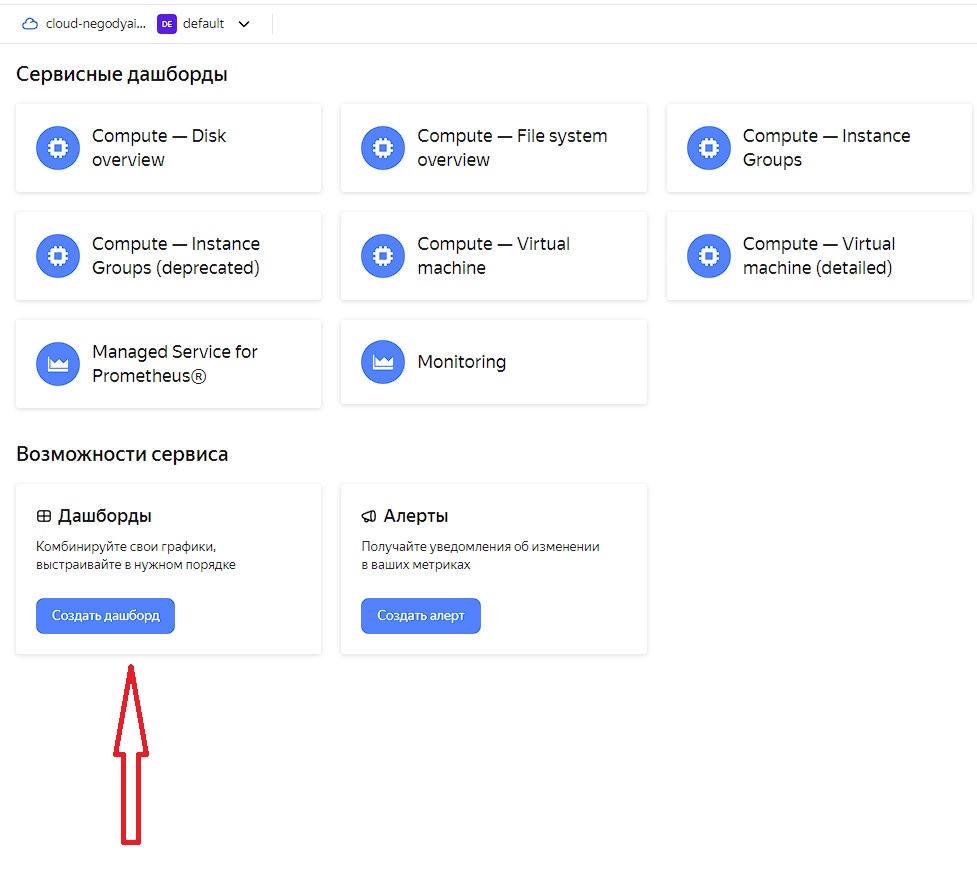 cloud-negodyai... DE default
Сервисные дашборды
Compute — Disk
overview
Compute — File system
overview
Compute — Instance
Groups
Compute — Instance
Groups (deprecated)
Compute — Virtual
machine
Compute — Virtual
machine (detailed)
Managed Service for
Prometheus®
Monitoring
Возможности сервиса
Дашборды
Комбинируйте свои графики,
выстраивайте в нужном порядке
Создать дашборд
Алерты
Получайте уведомления об изменении
в ваших метриках
Создать алерт